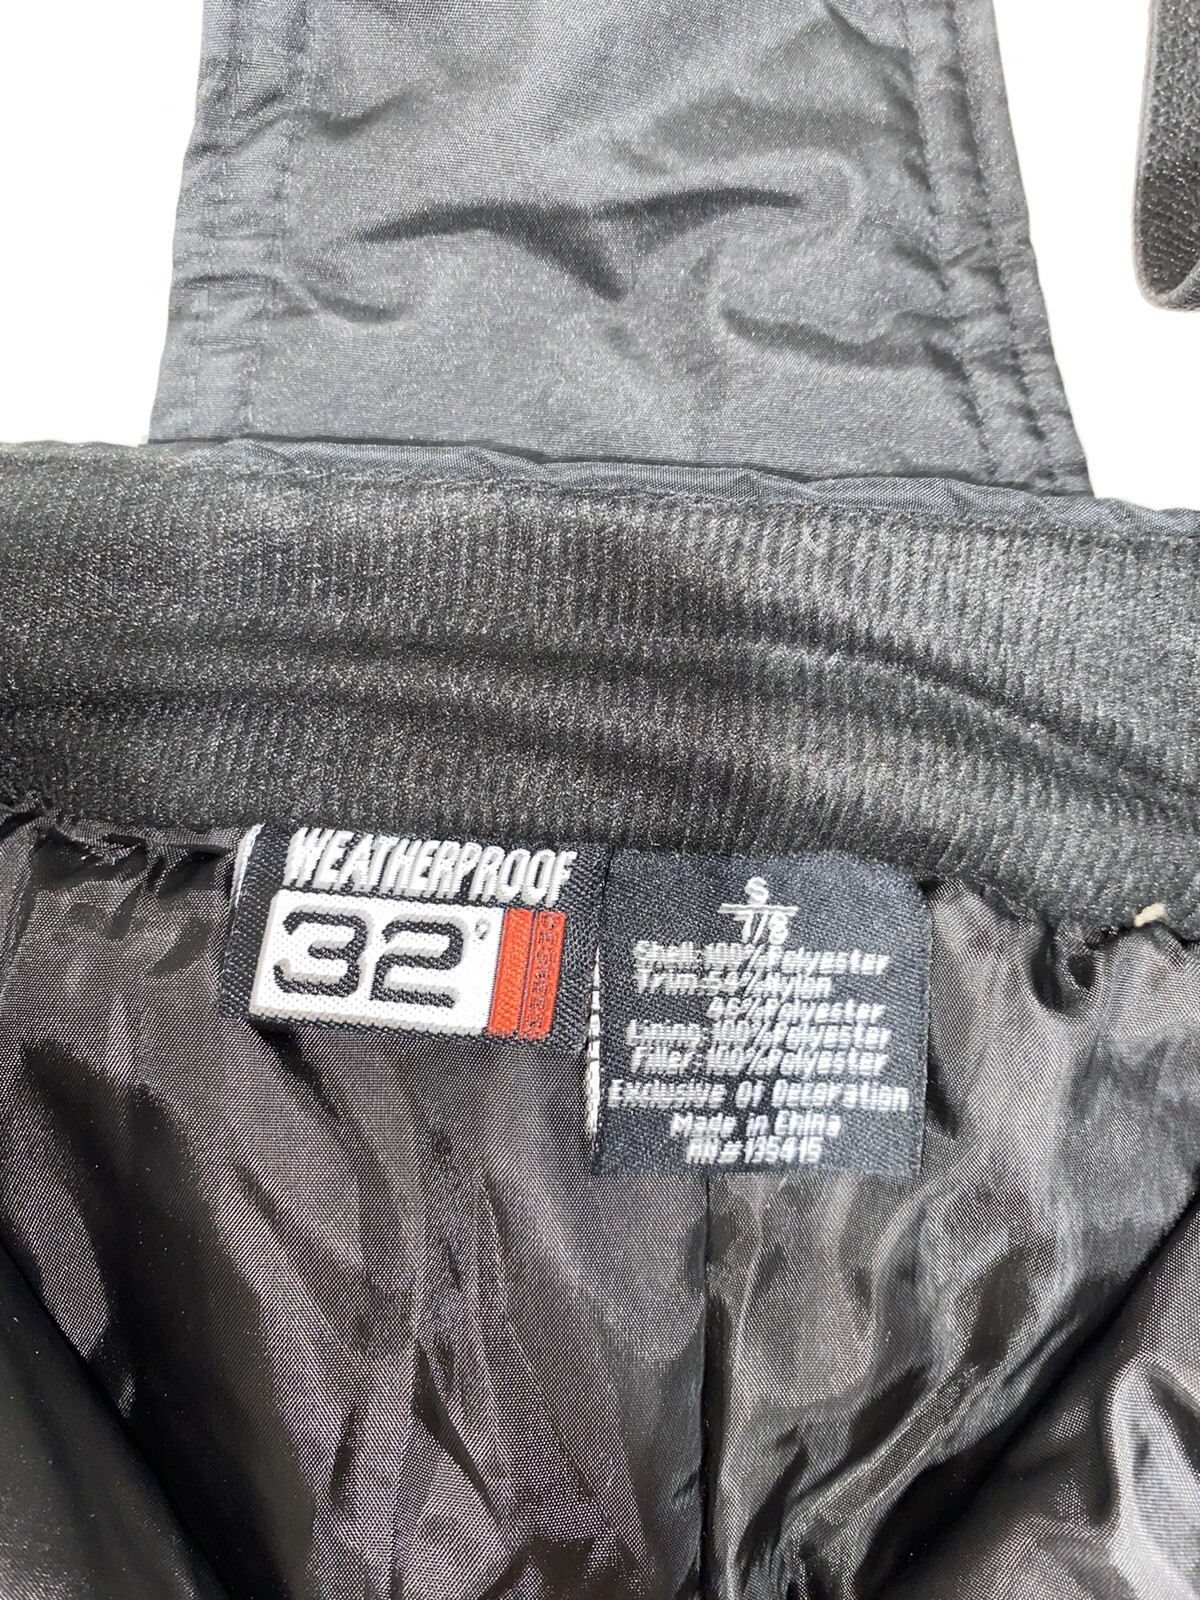 WEATHERPROOF
32°
DEGREES
S
7/8
Shell: 100% Polyester
Trim: 54% Nylon
46% Polyester
Lining: 100% Polyester
Filler: 100% Polyester
Exclusive Of Decoration
Made in China
RN# 135415